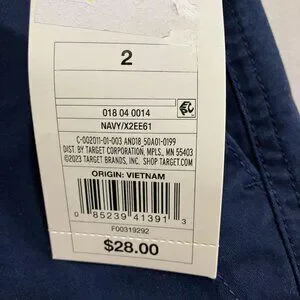 2
018 04 0014
NAVY/X2EE61
C-002011-01-003 AN018_50A01-0199
DIST. BY TARGET CORPORATION, MPLS., MN 55403
©2023 TARGET BRANDS, INC. SHOP TARGET.COM
ORIGIN: VIETNAM
0 85239 41391 3
F00319292
$28.00